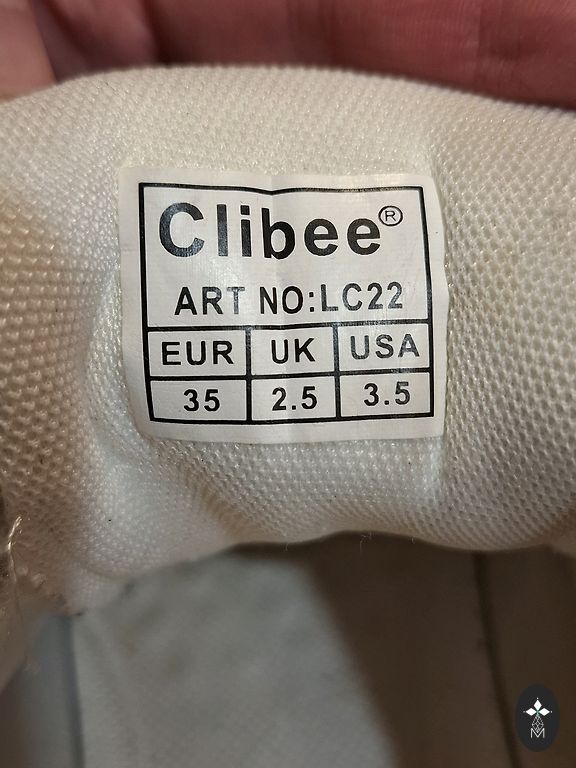 Clibee®
ART NO:LC22
EUR UK USA
35 2.5 3.5
M